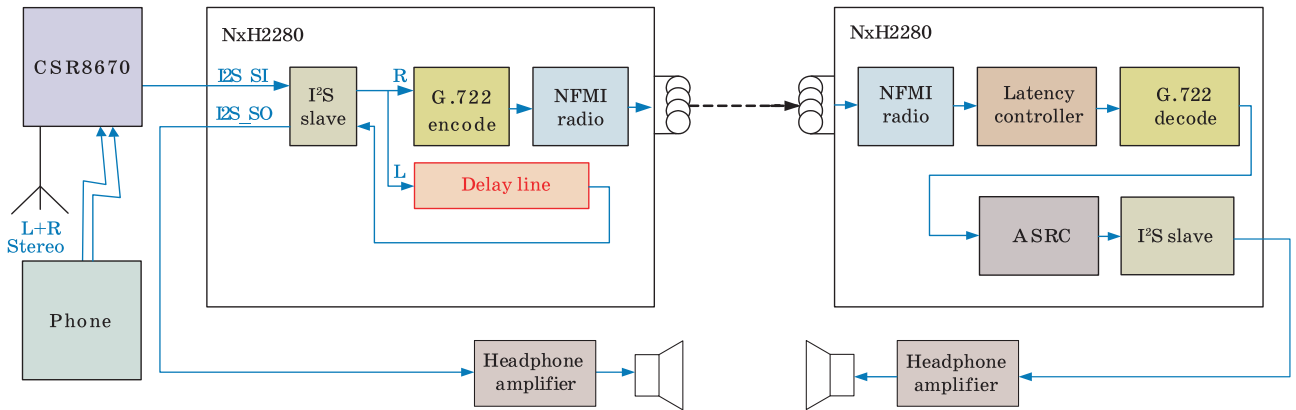 CSR8670
L+R
Stereo
Phone
NxH2280
I2S_SI
I2S_SO
I²S
slave
R
L
G.722
encode
NFMI
radio
Delay line
Headphone
amplifier
NxH2280
NFMI
radio
Latency
controller
G.722
decode
ASRC
I²S slave
Headphone
amplifier